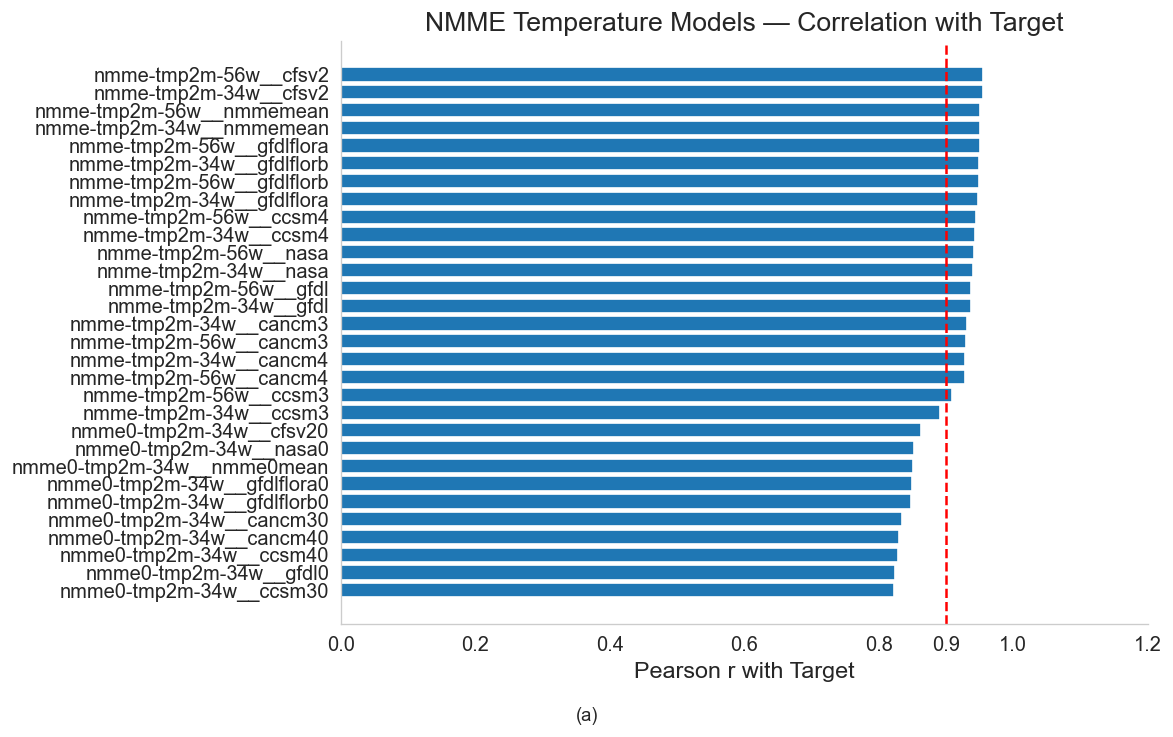 NMME Temperature Models — Correlation with Target
nmme-tmp2m-56w__cfsv2
nmme-tmp2m-34w__cfsv2
nmme-tmp2m-56w__nmmemean
nmme-tmp2m-34w__nmmemean
nmme-tmp2m-56w__gfdlflora
nmme-tmp2m-34w__gfdlflorb
nmme-tmp2m-56w__gfdlflorb
nmme-tmp2m-34w__gfdlflora
nmme-tmp2m-56w__ccsm4
nmme-tmp2m-34w__ccsm4
nmme-tmp2m-56w__nasa
nmme-tmp2m-34w__nasa
nmme-tmp2m-56w__gfdl
nmme-tmp2m-34w__gfdl
nmme-tmp2m-34w__cancm3
nmme-tmp2m-56w__cancm3
nmme-tmp2m-34w__cancm4
nmme-tmp2m-56w__cancm4
nmme-tmp2m-56w__ccsm3
nmme-tmp2m-34w__ccsm3
nmme0-tmp2m-34w__cfsv20
nmme0-tmp2m-34w__nasa0
nmme0-tmp2m-34w__nmme0mean
nmme0-tmp2m-34w__gfdlflora0
nmme0-tmp2m-34w__gfdlflorb0
nmme0-tmp2m-34w__cancm30
nmme0-tmp2m-34w__cancm40
nmme0-tmp2m-34w__ccsm40
nmme0-tmp2m-34w__gfdl0
nmme0-tmp2m-34w__ccsm30
0.0 0.2 0.4 0.6 0.8 0.9 1.0 1.2
Pearson r with Target
(a)